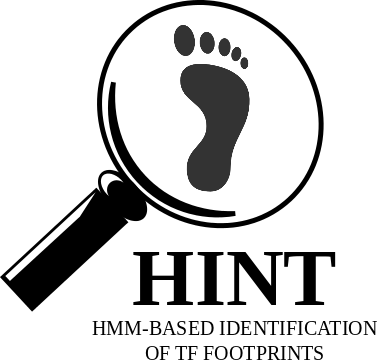 HINT
HMM-BASED IDENTIFICATION
OF TF FOOTPRINTS